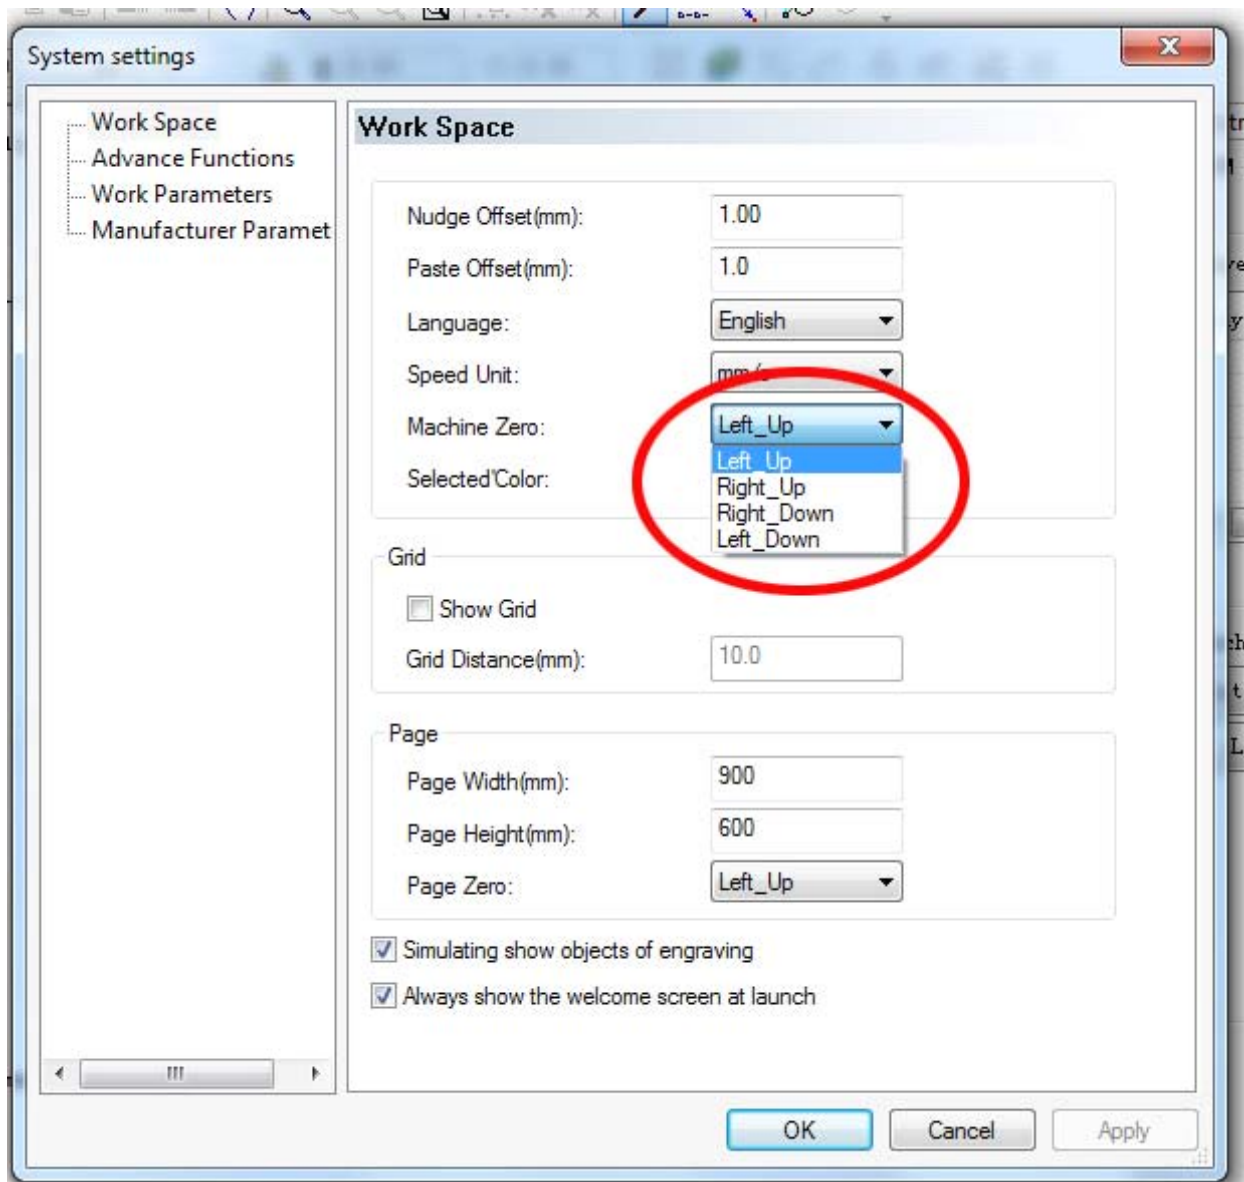 System settings
Work Space
Advance Functions
Work Parameters
Manufacturer Paramet
Work Space
Nudge Offset(mm): 1.00
Paste Offset(mm): 1.0
Language: English
Speed Unit:
Machine Zero: Left_Up
Left_Up
Selected'Color:
Right_Up
Right_Down
Left_Down
Grid
Show Grid
Grid Distance(mm): 10.0
Page
Page Width(mm): 900
Page Height(mm): 600
Page Zero: Left_Up
Simulating show objects of engraving
Always show the welcome screen at launch
OK Cancel Apply